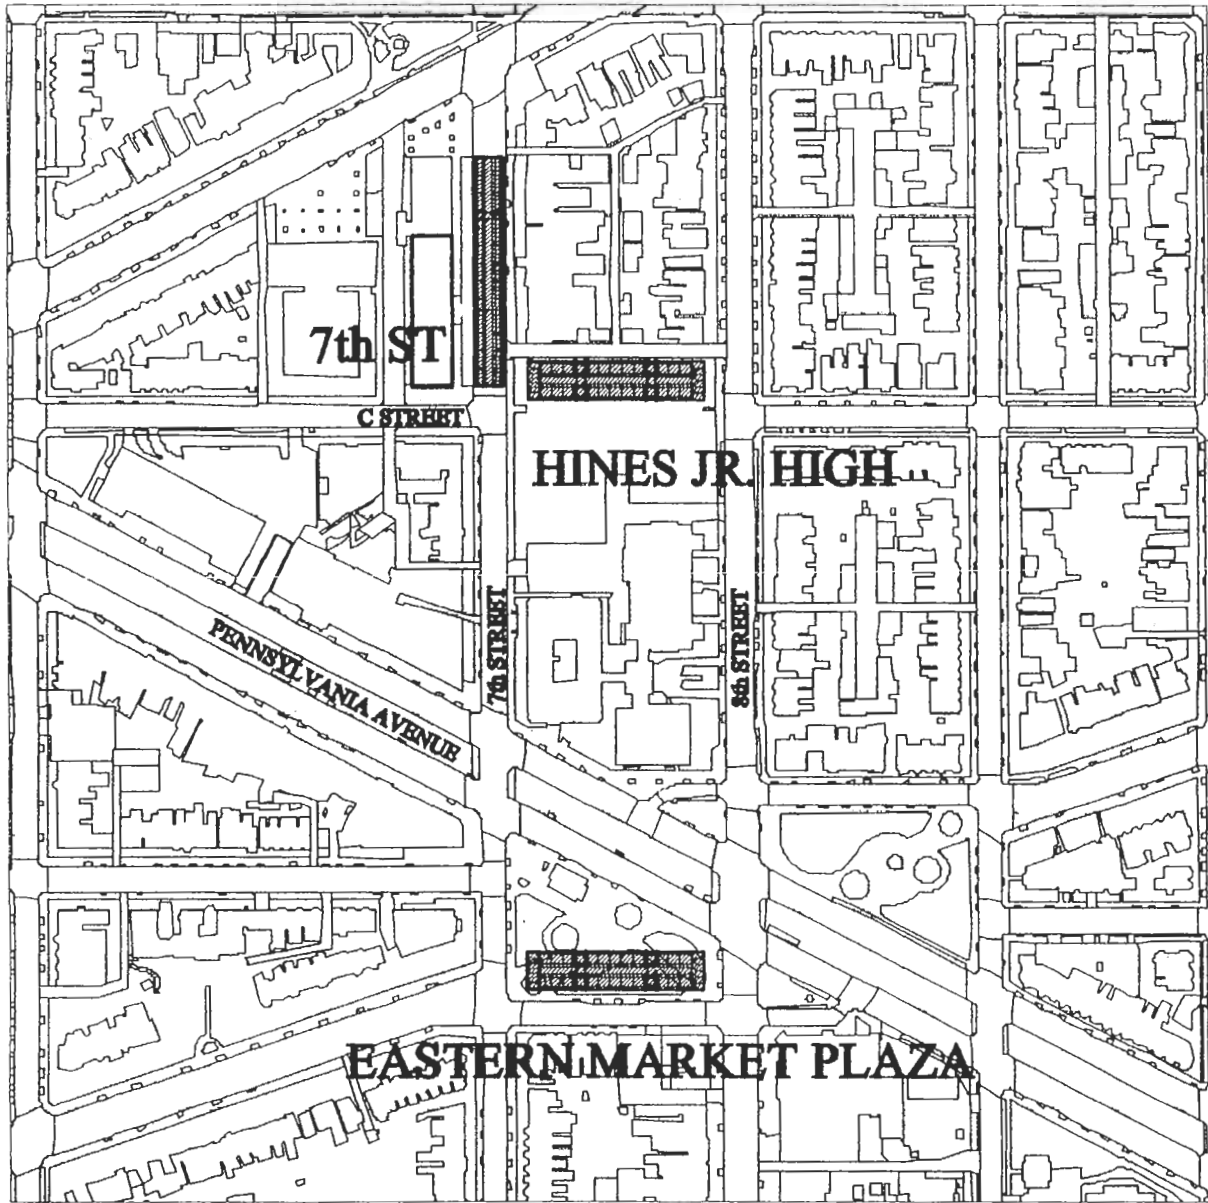 7th ST
C STREET
HINES JR. HIGH
PENNSYLVANIA AVENUE
7th STREET
8th STREET
EASTERN MARKET PLAZA